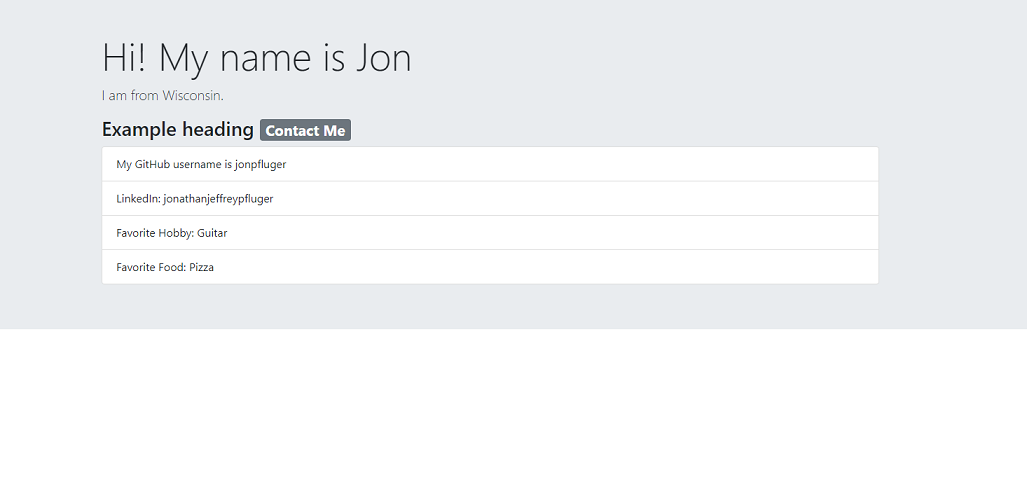 Hi! My name is Jon
I am from Wisconsin.
Example heading Contact Me
My GitHub username is jonpfluger
LinkedIn: jonathanjeffreypfluger
Favorite Hobby: Guitar
Favorite Food: Pizza